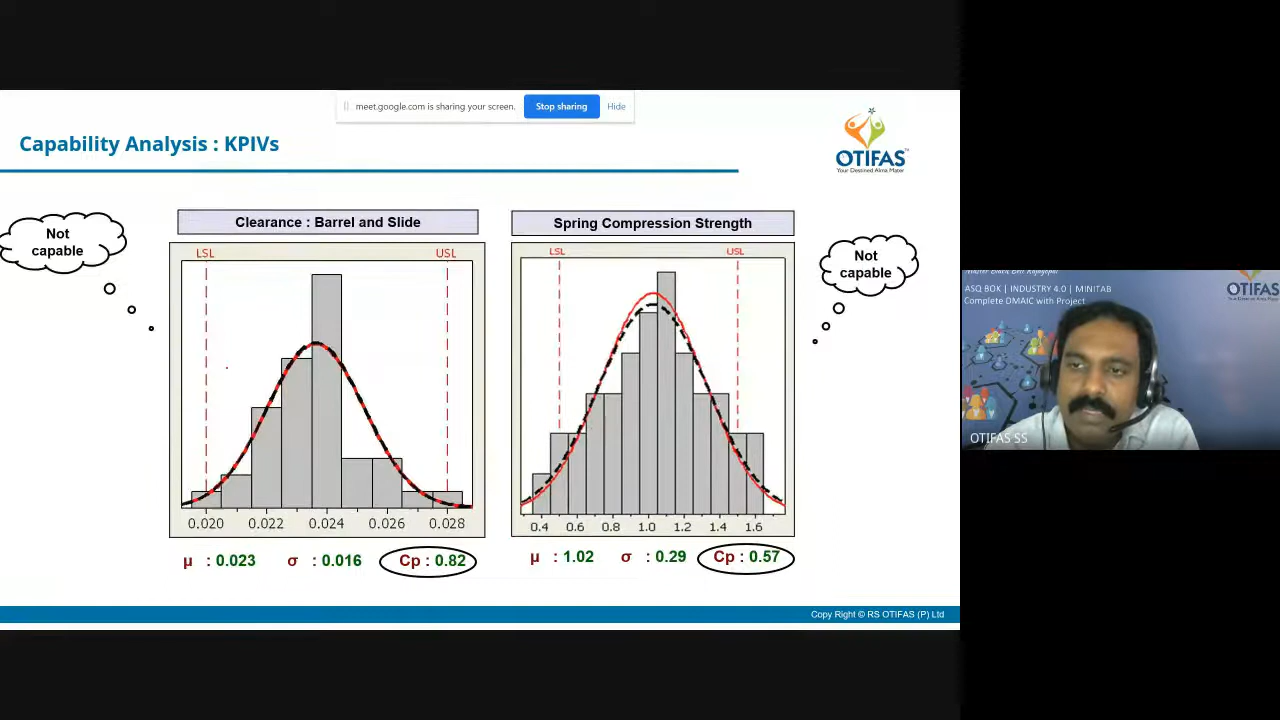 meet.google.com is sharing your screen.
Stop sharing
Hide
Capability Analysis : KPIVs
OTIFAS
Your Destined Alma Mater
Not
capable
Clearance : Barrel and Slide
LSL
USL
0.020 0.022 0.024 0.026 0.028
μ : 0.023 σ : 0.016 Cp : 0.82
Spring Compression Strength
LSL
USL
0.4 0.6 0.8 1.0 1.2 1.4 1.6
μ : 1.02 σ : 0.29 Cp : 0.57
Not
capable
Copy Right © RS OTIFAS (P) Ltd
ASQ BOK | INDUSTRY 4.0 | MINITAB
Complete DMAIC with Project
OTIFAS
OTIFAS SS